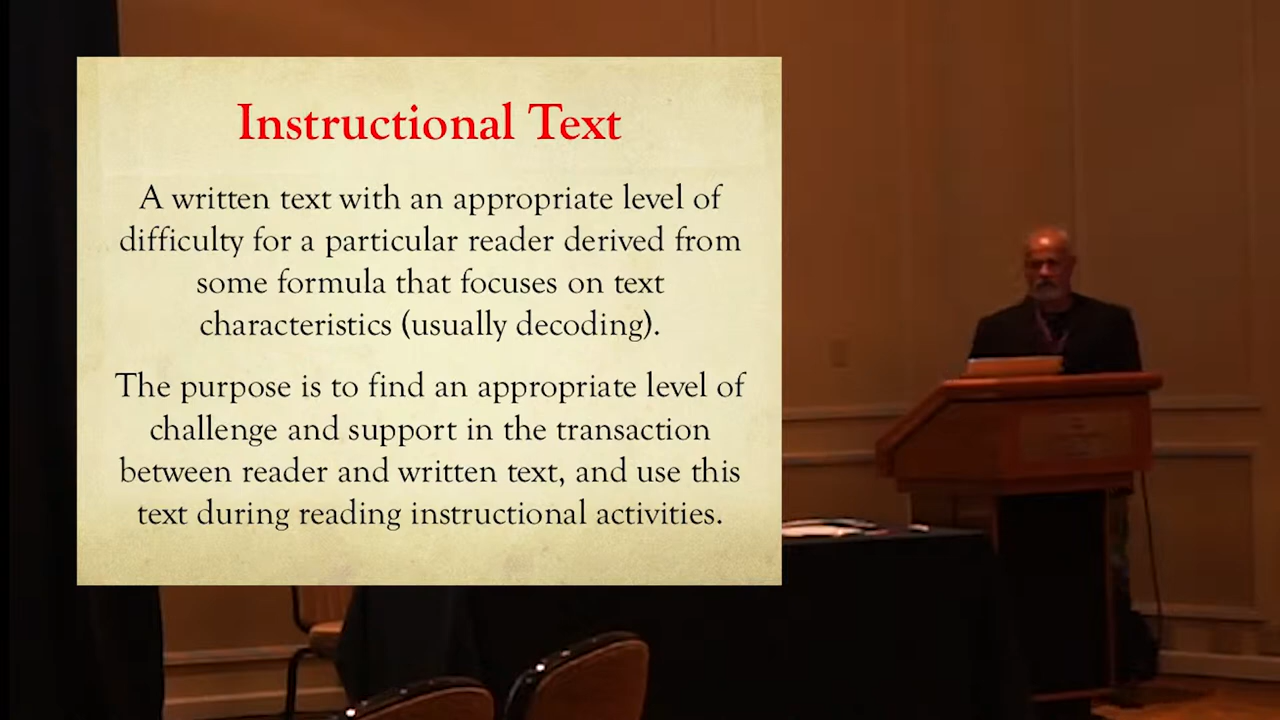 Instructional Text
A written text with an appropriate level of
difficulty for a particular reader derived from
some formula that focuses on text
characteristics (usually decoding).
The purpose is to find an appropriate level of
challenge and support in the transaction
between reader and written text, and use this
text during reading instructional activities.